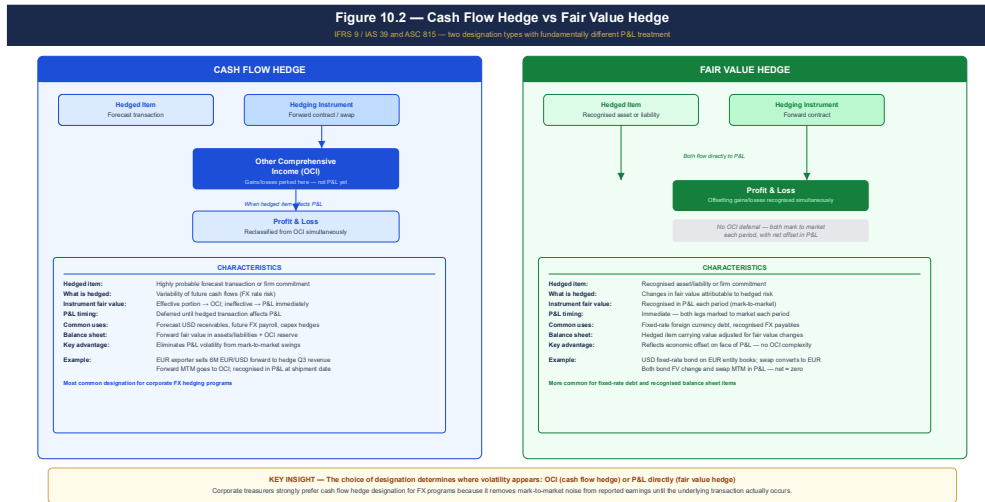 Figure 10.2 — Cash Flow Hedge vs Fair Value Hedge
IFRS 9 / IAS 39 and ASC 815 — two designation types with fundamentally different P&L treatment
CASH FLOW HEDGE
Hedged Item
Forecast transaction
Hedging Instrument
Forward contract / swap
Other Comprehensive
Income (OCI)
Gains/losses parked here — not P&L yet
When hedged item affects P&L
Profit & Loss
Reclassified from OCI simultaneously
CHARACTERISTICS
Hedged item: Highly probable forecast transaction or firm commitment
What is hedged: Variability of future cash flows (FX rate risk)
Instrument fair value: Effective portion → OCI; ineffective → P&L immediately
P&L timing: Deferred until hedged transaction affects P&L
Common uses: Forecast USD receivables, future FX payroll, capex hedges
Balance sheet: Forward fair value in assets/liabilities + OCI reserve
Key advantage: Eliminates P&L volatility from mark-to-market swings
Example: EUR exporter sells 6M EUR/USD forward to hedge Q3 revenue
Forward MTM goes to OCI; recognised in P&L at shipment date
Most common designation for corporate FX hedging programs
FAIR VALUE HEDGE
Hedged Item
Recognised asset or liability
Hedging Instrument
Forward contract
Both flow directly to P&L
Profit & Loss
Offsetting gains/losses recognised simultaneously
No OCI deferral — both mark to market
each period, with net offset in P&L
CHARACTERISTICS
Hedged item: Recognised asset/liability or firm commitment
What is hedged: Changes in fair value attributable to hedged risk
Instrument fair value: Recognised in P&L each period (mark-to-market)
P&L timing: Immediate — both legs marked to market each period
Common uses: Fixed-rate foreign currency debt, recognised FX payables
Balance sheet: Hedged item carrying value adjusted for fair value changes
Key advantage: Reflects economic offset on face of P&L — no OCI complexity
Example: USD fixed-rate bond on EUR entity books; swap converts to EUR
Both bond FV change and swap MTM in P&L — net ≈ zero
More common for fixed-rate debt and recognised balance sheet items
KEY INSIGHT — The choice of designation determines where volatility appears: OCI (cash flow hedge) or P&L directly (fair value hedge)
Corporate treasurers strongly prefer cash flow hedge designation for FX programs because it removes mark-to-market noise from reported earnings until the underlying transaction actually occurs.